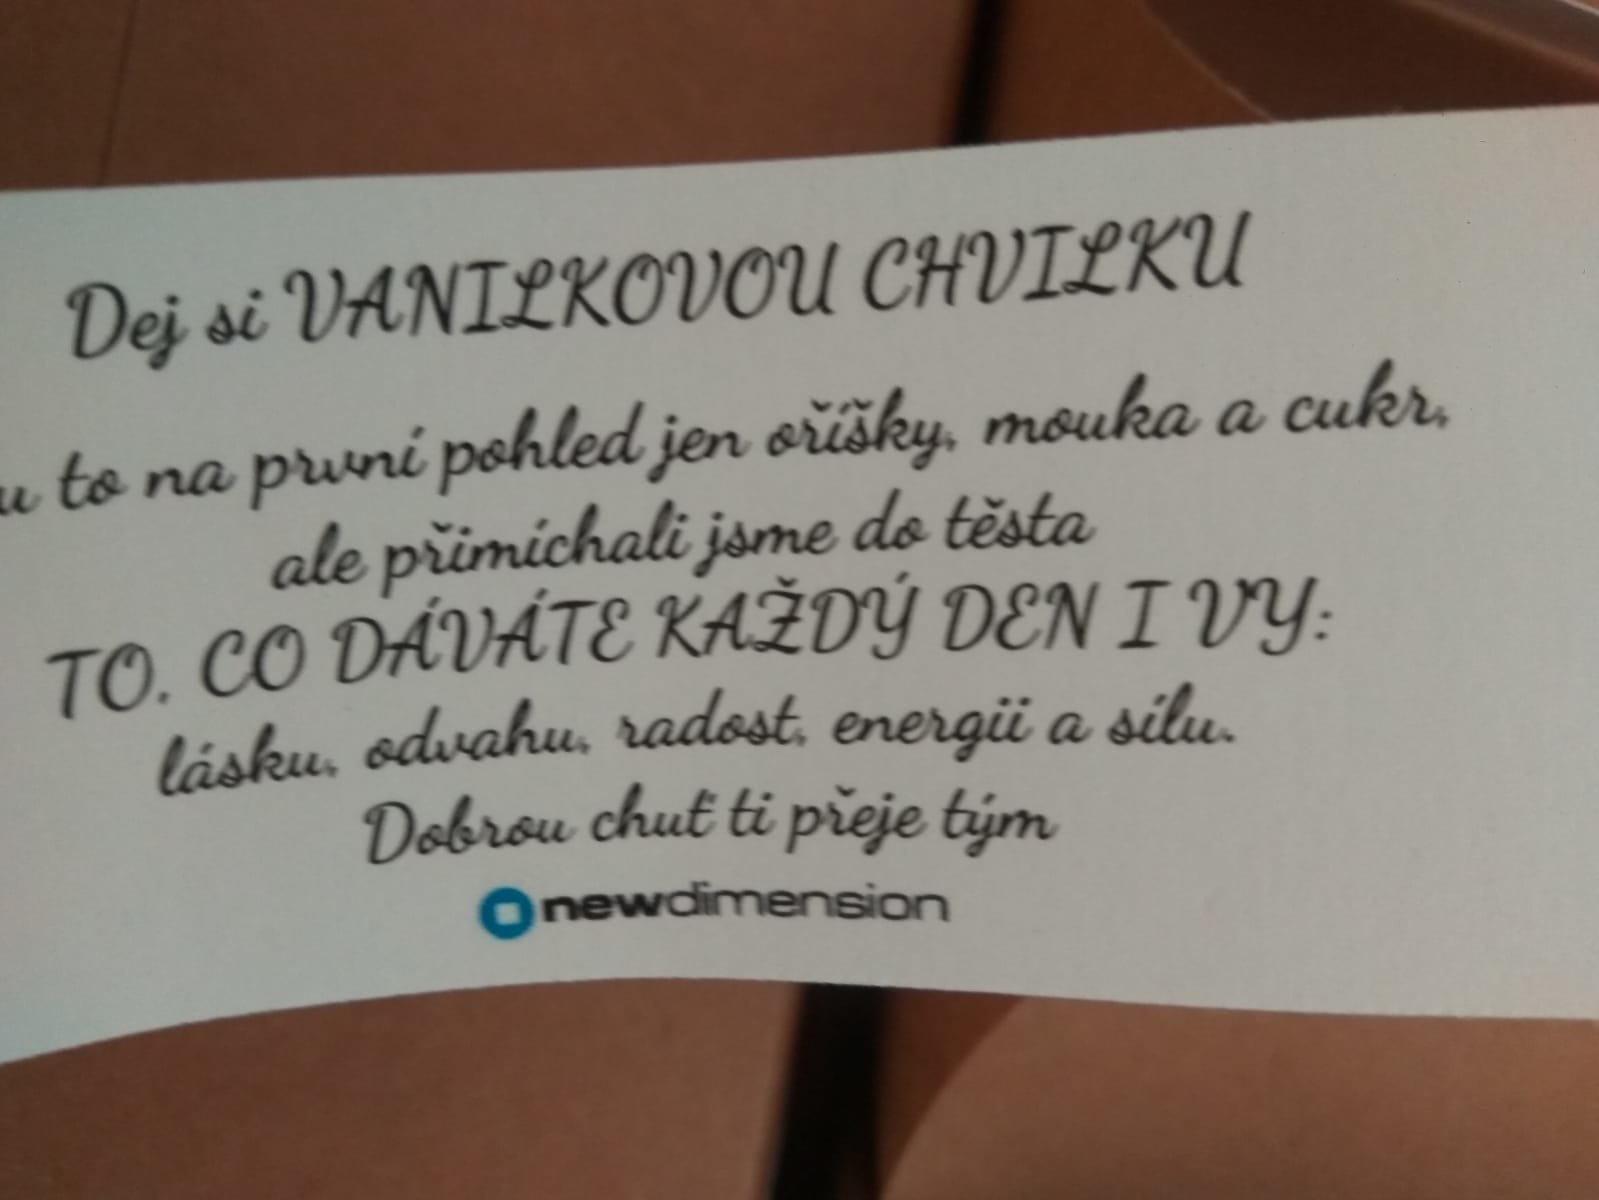 Dej si VANILKOVOU CHVILKU
to na první pohled jen oříšky, mouka a cukr,
ale přimíchali jsme do těsta
TO, CO DÁVÁTE KAŽDÝ DEN I VY:
lásku, odvahu, radost, energii a sílu.
Dobrou chuť ti přeje tým
newdimension